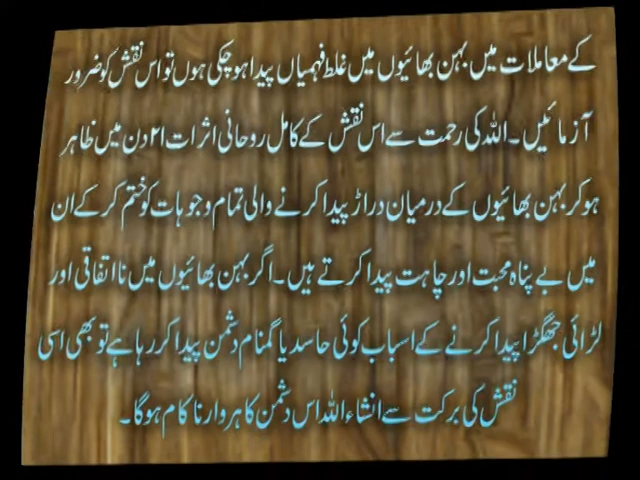 کے معاملات میں بہن بھائیوں میں غلط فہمیاں پیدا ہو چکی ہوں تو اس نقش کو ضرور
آزمائیں۔ اللہ کی رحمت سے اس نقش کے کامل روحانی اثرات ۲۱ دن میں ظاہر
ہو کر بہن بھائیوں کے درمیان دراڑ پیدا کرنے والی تمام وجوہات کو ختم کر کے ان
میں بے پناہ محبت اور چاہت پیدا کرتے ہیں۔ اگر بہن بھائیوں میں نااتفاقی اور
لڑائی جھگڑا پیدا کرنے کے اسباب کوئی حاسد یا گمنام دشمن پیدا کر رہا ہے تو بھی اسی
نقش کی برکت سے انشاء اللہ اس دشمن کا ہر وار ناکام ہوگا۔